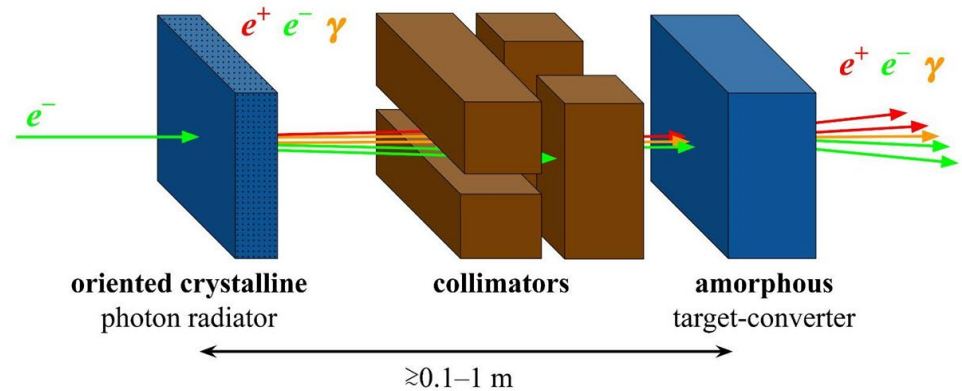 e⁺ e⁻ γ
e⁺ e⁻ γ
e⁻
oriented crystalline
photon radiator
collimators
amorphous
target-converter
≳0.1–1 m